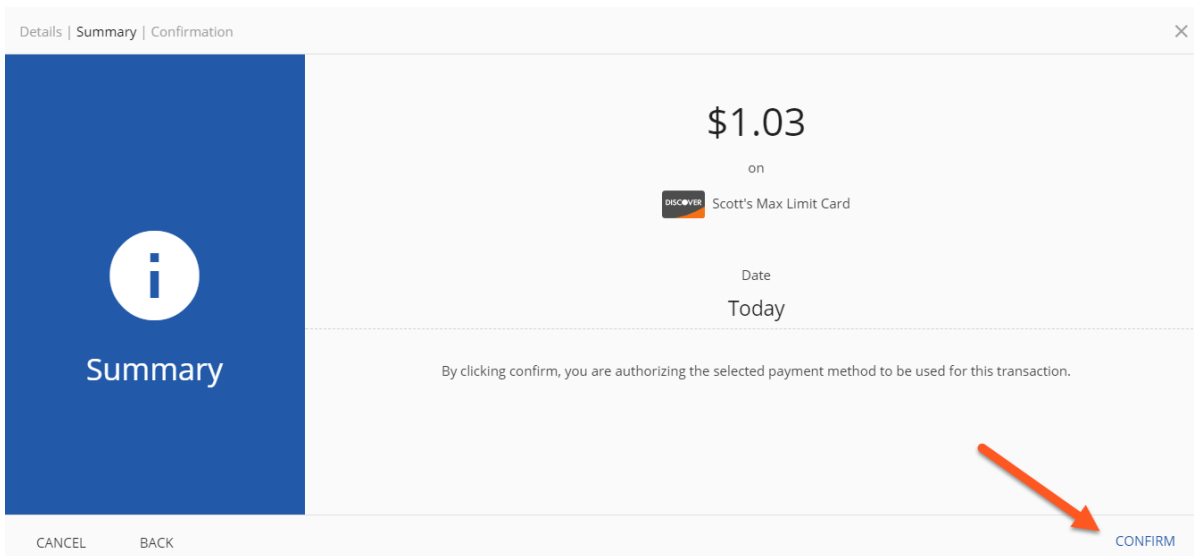 Details | Summary | Confirmation
$1.03
on
DISCOVER Scott's Max Limit Card
Date
Today
i
Summary
By clicking confirm, you are authorizing the selected payment method to be used for this transaction.
CANCEL BACK CONFIRM